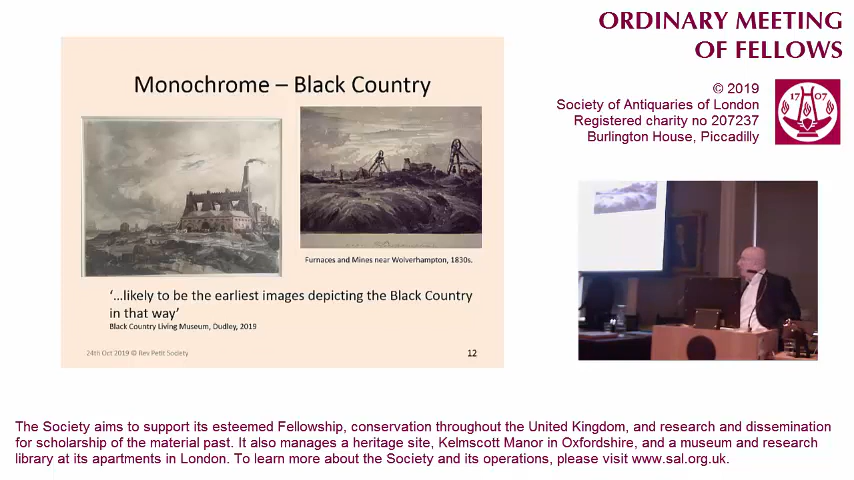 ORDINARY MEETING
OF FELLOWS
© 2019
Society of Antiquaries of London
Registered charity no 207237
Burlington House, Piccadilly
17 07
Monochrome – Black Country
Furnaces and Mines near Wolverhampton, 1830s.
‘…likely to be the earliest images depicting the Black Country
in that way’
Black Country Living Museum, Dudley, 2019
24th Oct 2019 © Rev Petit Society
12
The Society aims to support its esteemed Fellowship, conservation throughout the United Kingdom, and research and dissemination
for scholarship of the material past. It also manages a heritage site, Kelmscott Manor in Oxfordshire, and a museum and research
library at its apartments in London. To learn more about the Society and its operations, please visit www.sal.org.uk.